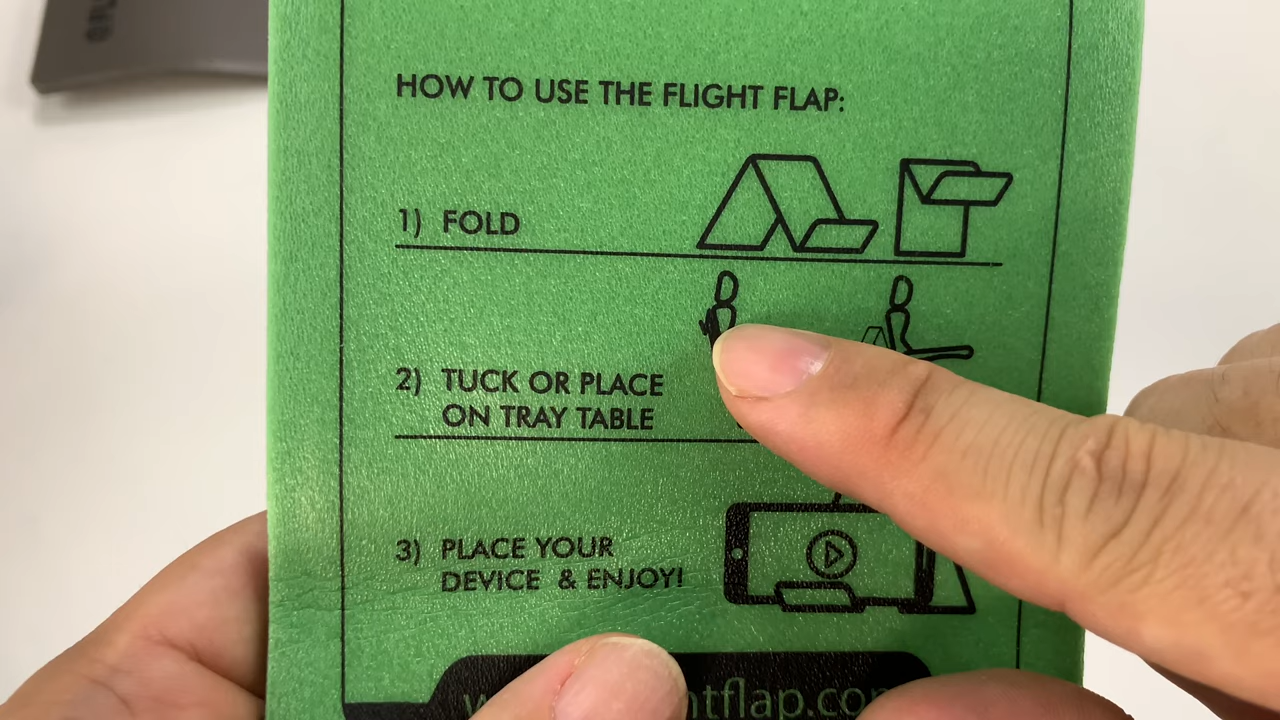 HOW TO USE THE FLIGHT FLAP:
1) FOLD
2) TUCK OR PLACE
ON TRAY TABLE
3) PLACE YOUR
DEVICE & ENJOY!